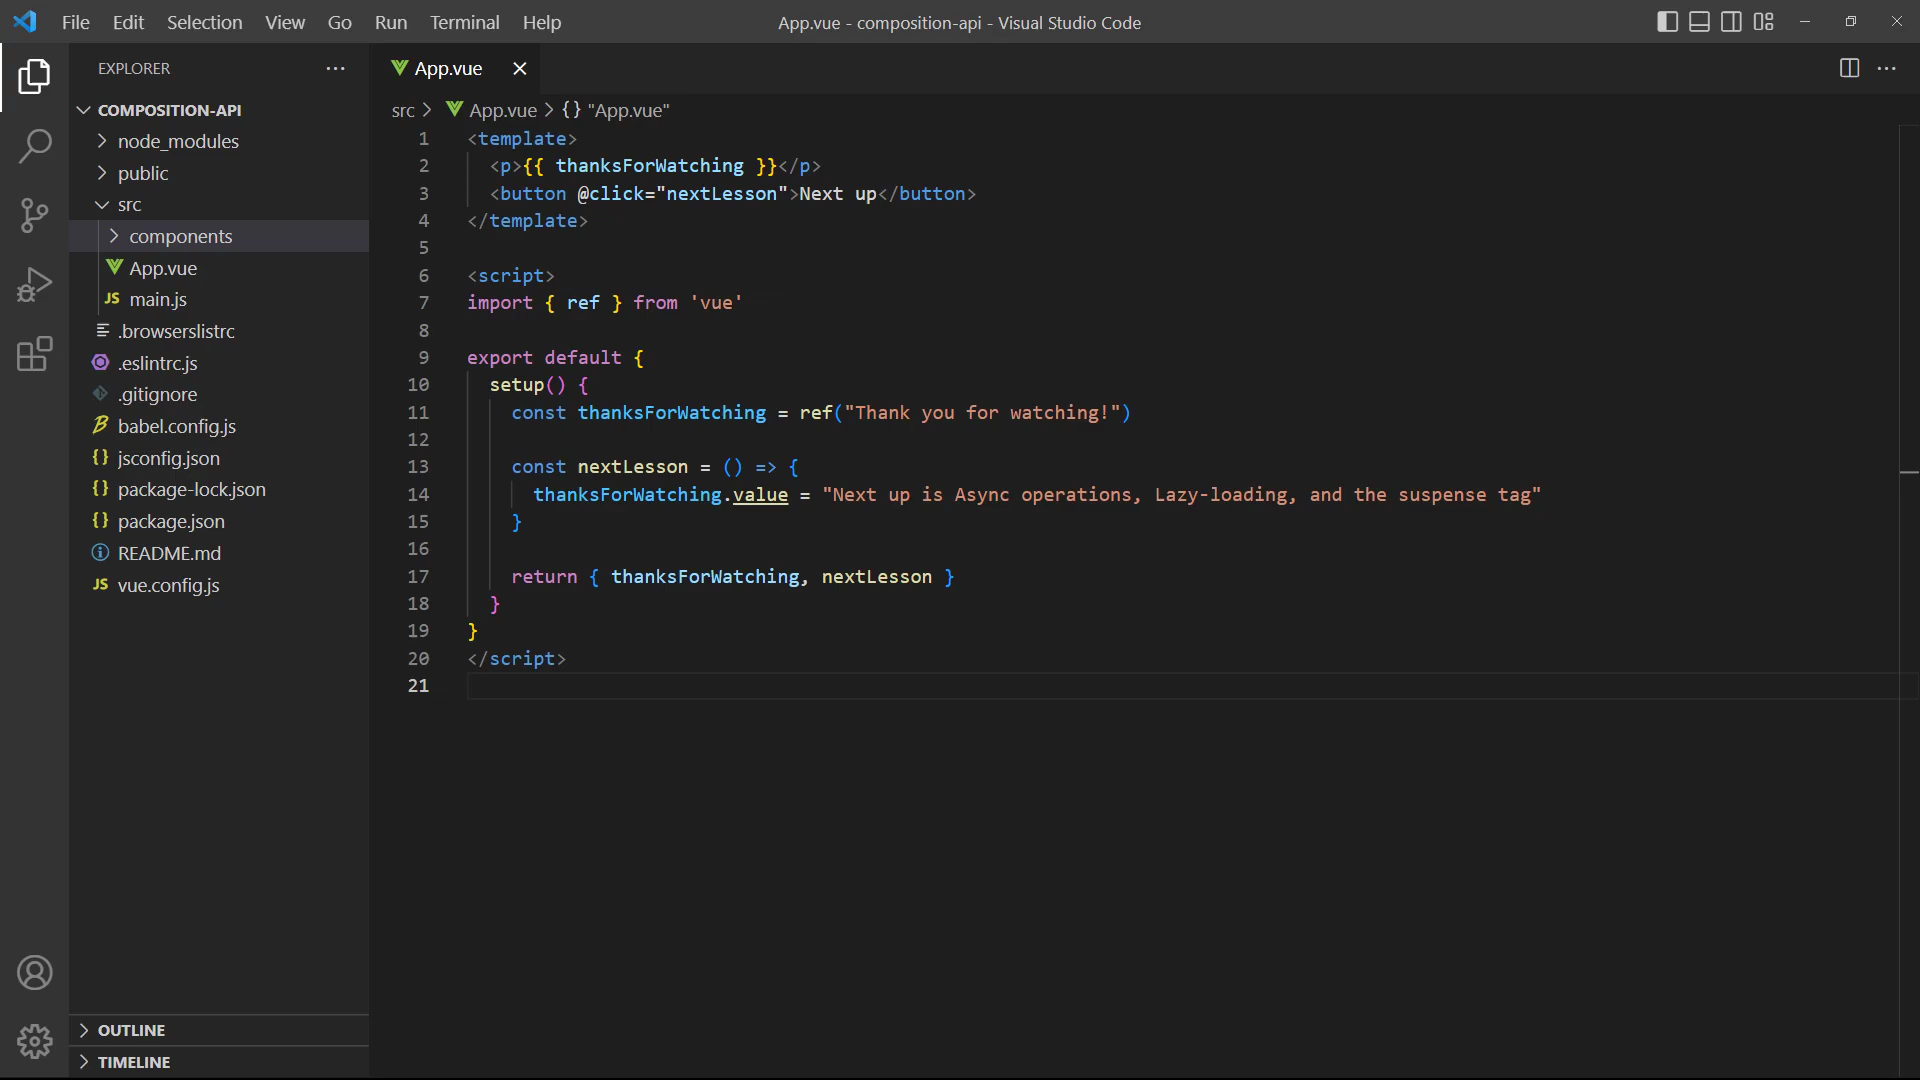 File Edit Selection View Go Run Terminal Help
App.vue - composition-api - Visual Studio Code
EXPLORER
COMPOSITION-API
node_modules
public
src
components
App.vue
JS main.js
.browserslistrc
.eslintrc.js
.gitignore
babel.config.js
{} jsconfig.json
{} package-lock.json
{} package.json
README.md
JS vue.config.js
OUTLINE
TIMELINE
App.vue
src > App.vue > {} "App.vue"
1 <template>
2 <p>{{ thanksForWatching }}</p>
3 <button @click="nextLesson">Next up</button>
4 </template>
5
6 <script>
7 import { ref } from 'vue'
8
9 export default {
10 setup() {
11 const thanksForWatching = ref("Thank you for watching!")
12
13 const nextLesson = () => {
14 thanksForWatching.value = "Next up is Async operations, Lazy-loading, and the suspense tag"
15 }
16
17 return { thanksForWatching, nextLesson }
18 }
19 }
20 </script>
21